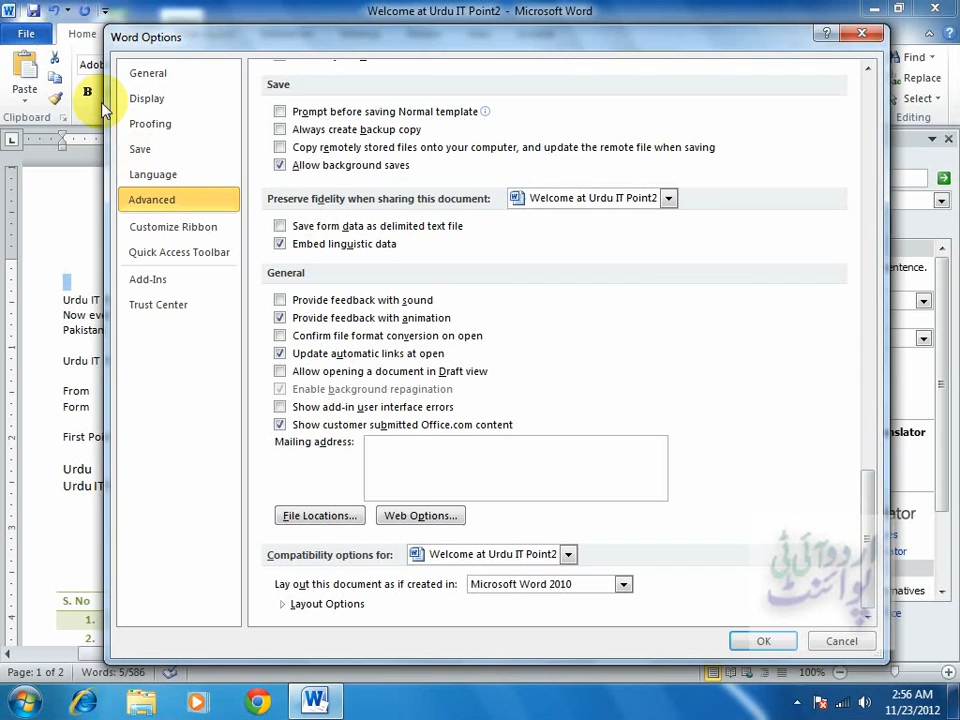 Welcome at Urdu IT Point2 - Microsoft Word
File
Home
Word Options
Paste
Clipboard
B
Find
Replace
Select
Editing
General
Display
Proofing
Save
Language
Advanced
Customize Ribbon
Quick Access Toolbar
Add-Ins
Trust Center
Save
Prompt before saving Normal template
Always create backup copy
Copy remotely stored files onto your computer, and update the remote file when saving
Allow background saves
Preserve fidelity when sharing this document: Welcome at Urdu IT Point2
Save form data as delimited text file
Embed linguistic data
General
Provide feedback with sound
Provide feedback with animation
Confirm file format conversion on open
Update automatic links at open
Allow opening a document in Draft view
Enable background repagination
Show add-in user interface errors
Show customer submitted Office.com content
Mailing address:
File Locations... Web Options...
Compatibility options for: Welcome at Urdu IT Point2
Lay out this document as if created in: Microsoft Word 2010
Layout Options
OK Cancel
Urdu IT
Pakistan
Urdu IT
From
Form
Urdu
Urdu IT
S. No
1.
2.
entence.
اردو آئی ٹی
پوائنٹ
Page: 1 of 2 Words: 5/586
100%
2:56 AM
11/23/2012